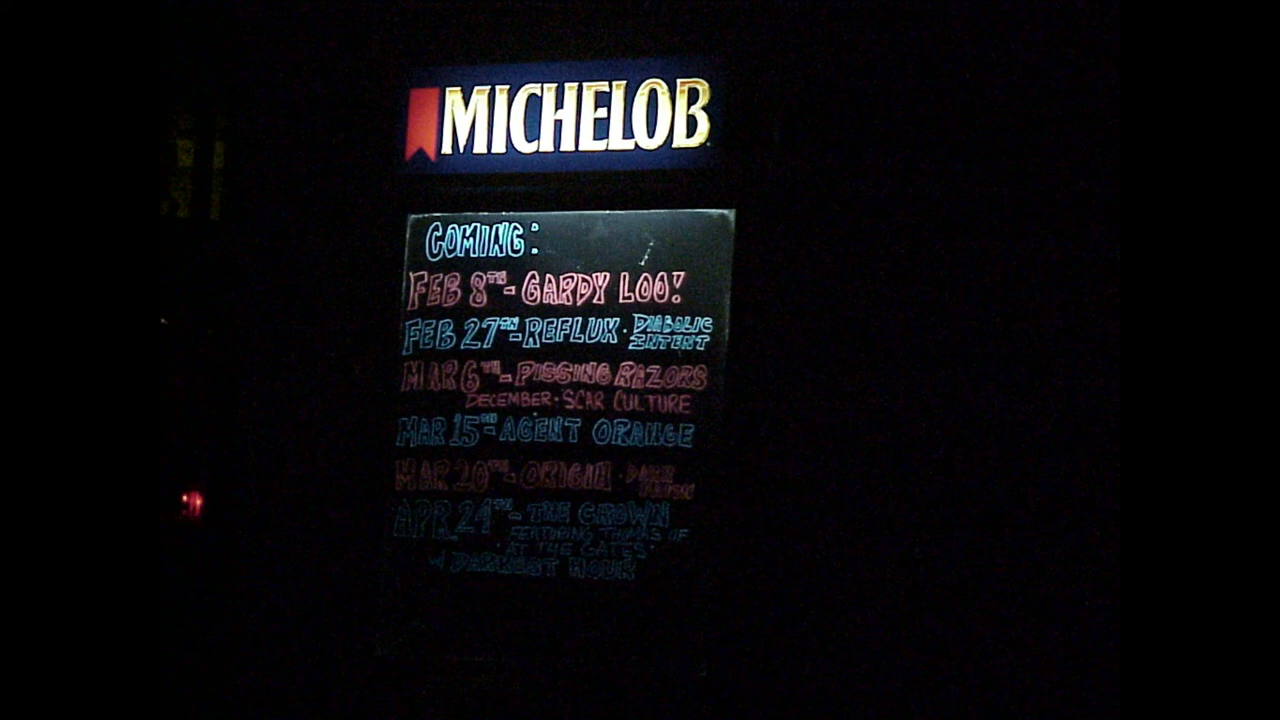 MICHELOB
COMING:
FEB 8TH - GARDY LOO!
FEB 27TH - REFLUX · DIABOLIC INTENT
MAR 6TH - PISSING RAZORS
DECEMBER · SCAR CULTURE
MAR 15TH - AGENT ORANGE
MAR 20TH - ORIGIN · DARK
APR 24TH - THE CROWN
FEATURING THOMAS OF
· AT THE GATES ·
W DARKEST HOUR